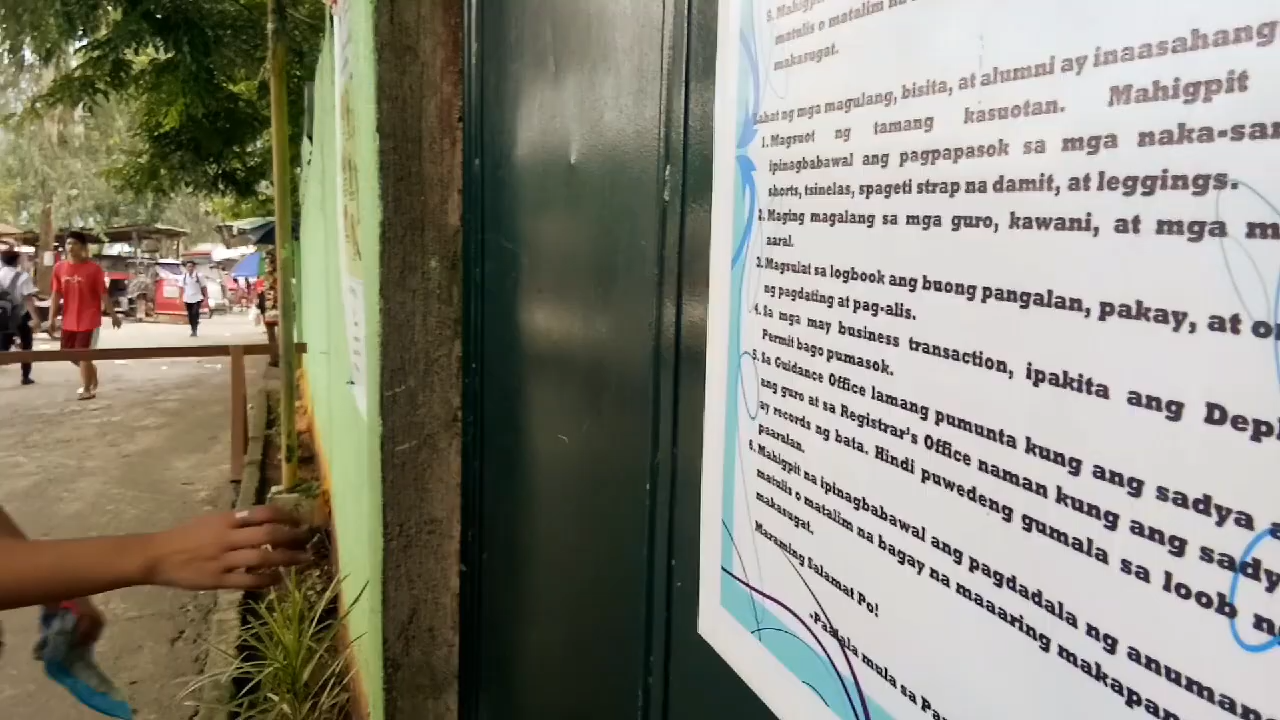 matulis o matalim na
makasugat.
Lahat ng mga magulang, bisita, at alumni ay inaasahang
1. Magsuot ng tamang kasuotan. Mahigpit
ipinagbabawal ang pagpapasok sa mga
shorts, tsinelas, spageti strap na damit, at leggings.
2. Maging magalang sa mga guro, kawani, at mga
aaral.
3. Magsulat sa logbook ang buong pangalan, pakay, at
ng pagdating at pag-alis.
4. Sa mga may business transaction, ipakita ang
Permit bago pumasok.
5. Sa Guidance Office lamang pumunta kung ang sadya
ang guro at sa Registrar's Office naman kung ang
ay records ng bata. Hindi puwedeng gumala sa loob
paaralan.
6. Mahigpit na ipinagbabawal ang pagdadala ng
matulis o matalim na bagay na maaaring
makasugat.
Maraming Salamat Po!
-Paalala mula sa